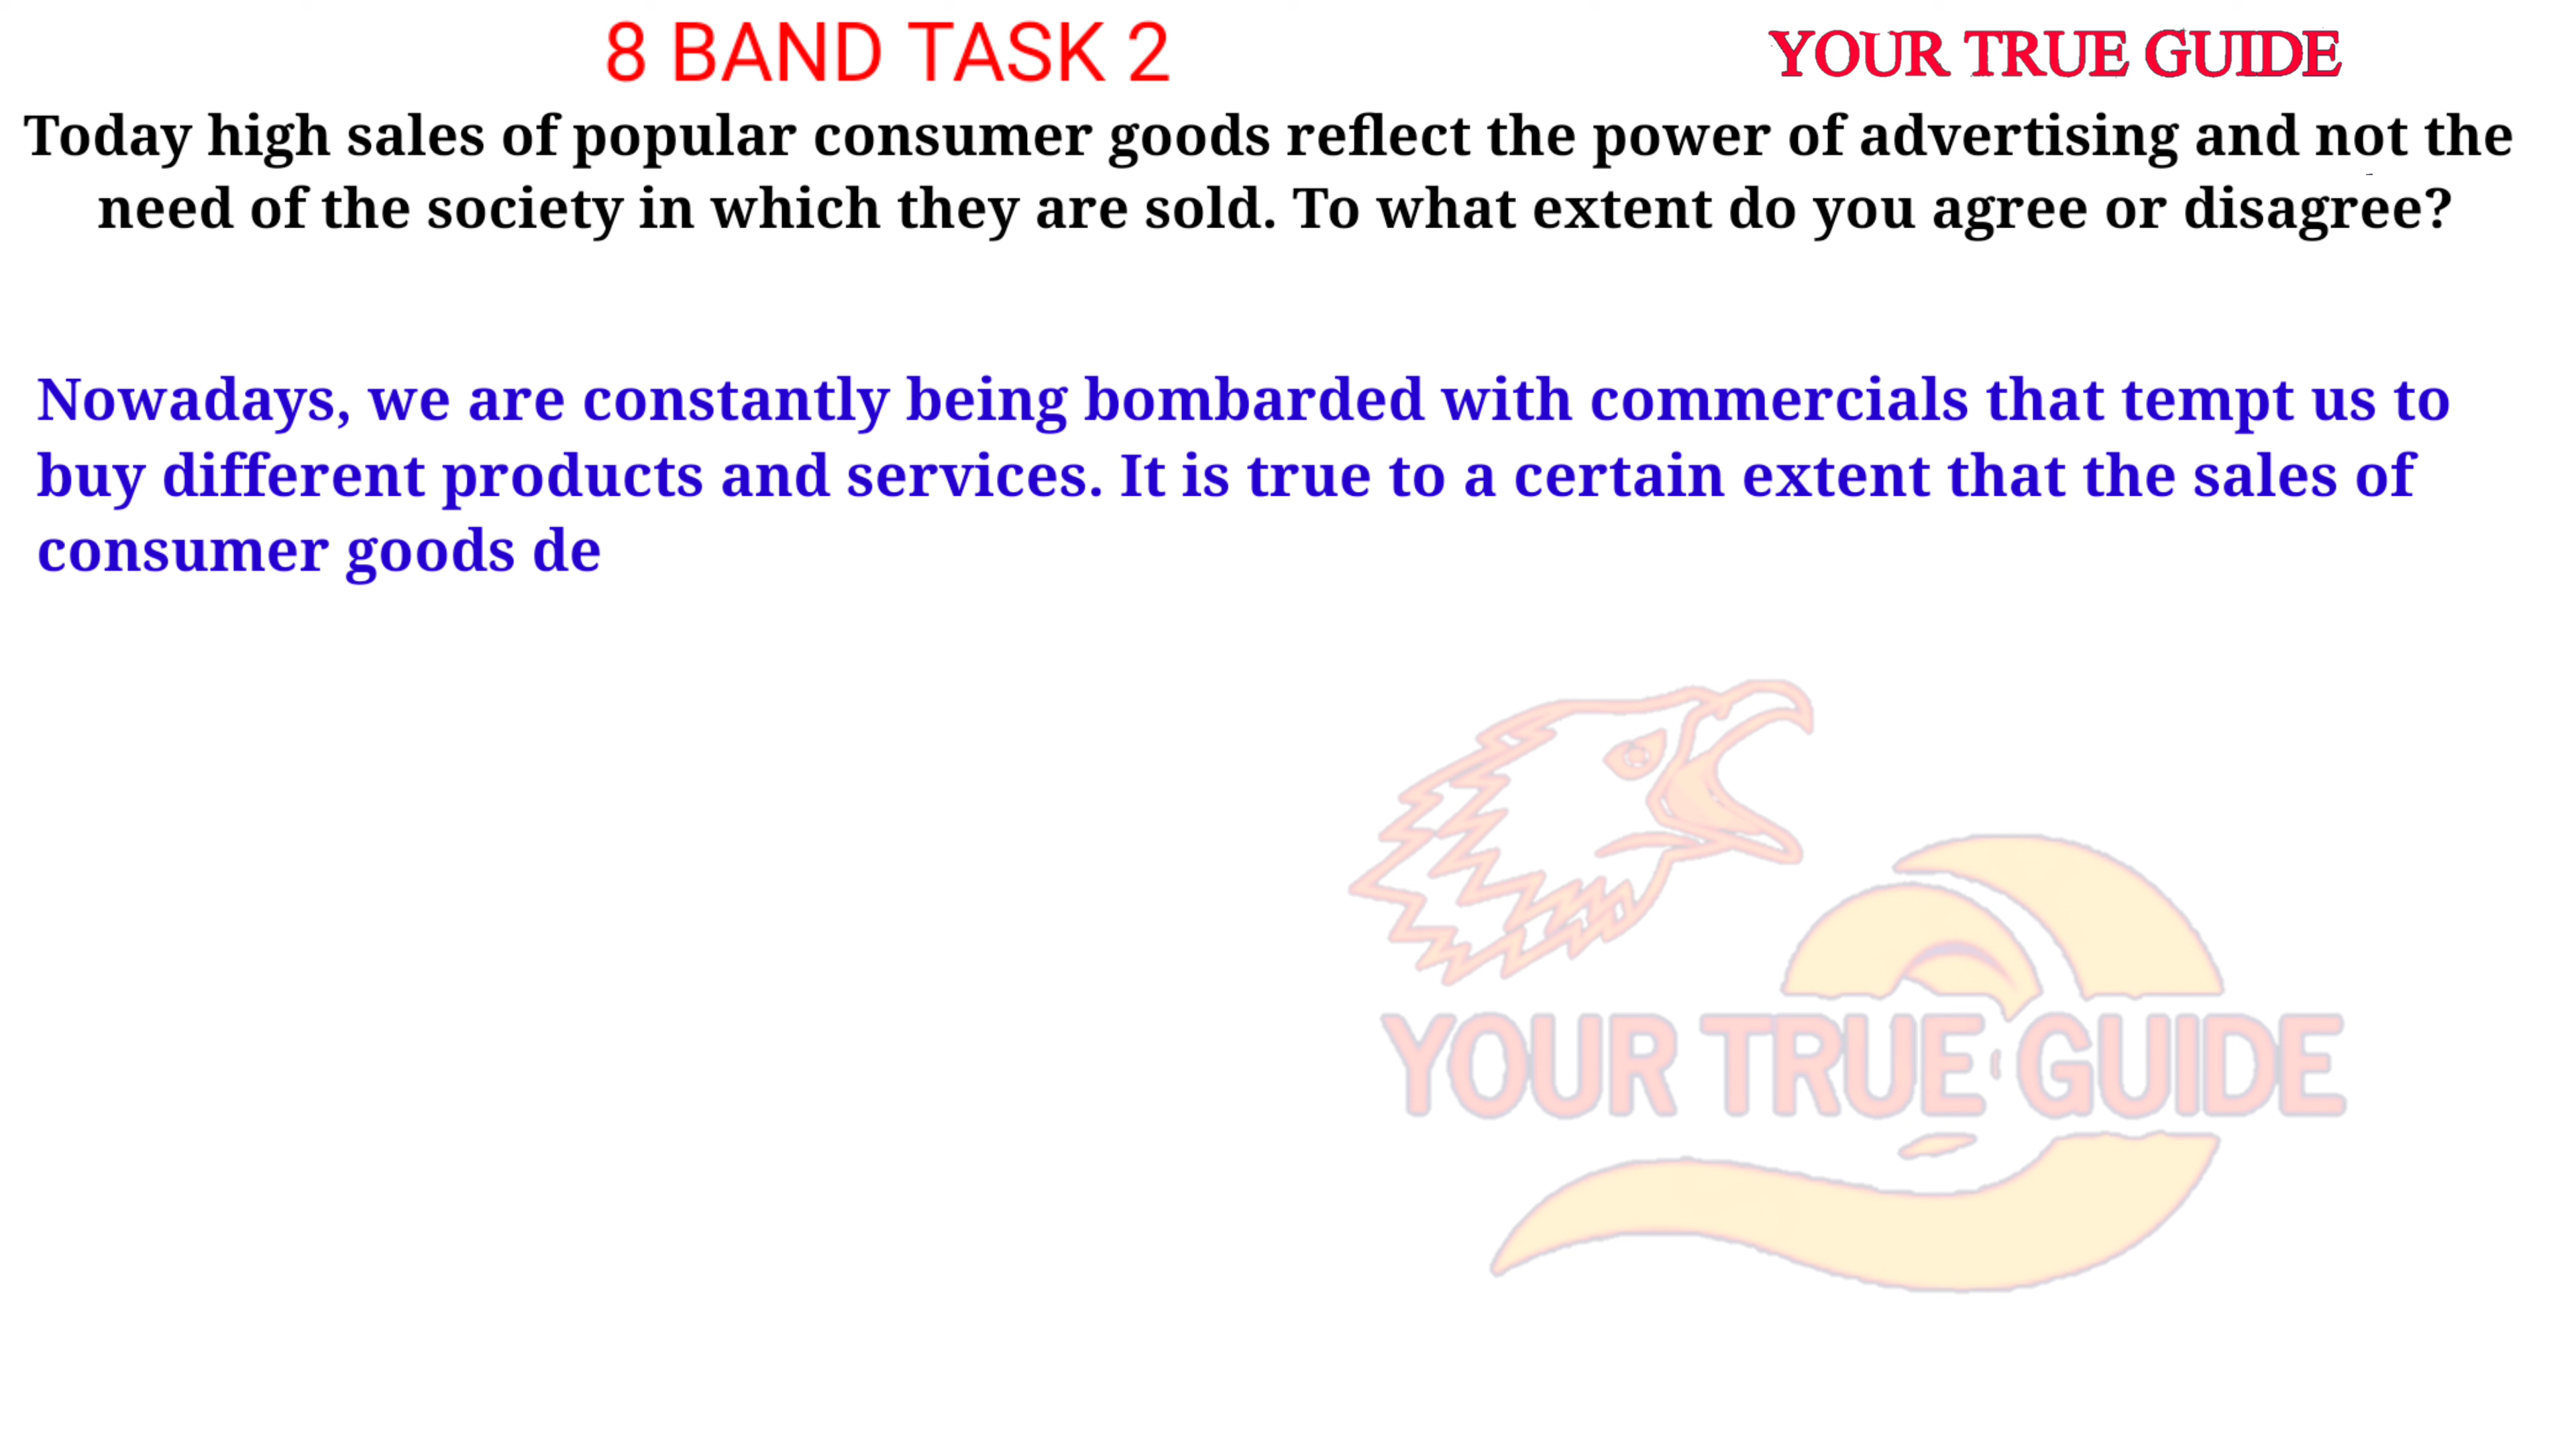 8 BAND TASK 2
YOUR TRUE GUIDE
Today high sales of popular consumer goods reflect the power of advertising and not the
need of the society in which they are sold. To what extent do you agree or disagree?
Nowadays, we are constantly being bombarded with commercials that tempt us to
buy different products and services. It is true to a certain extent that the sales of
consumer goods de
YOUR TRUE GUIDE